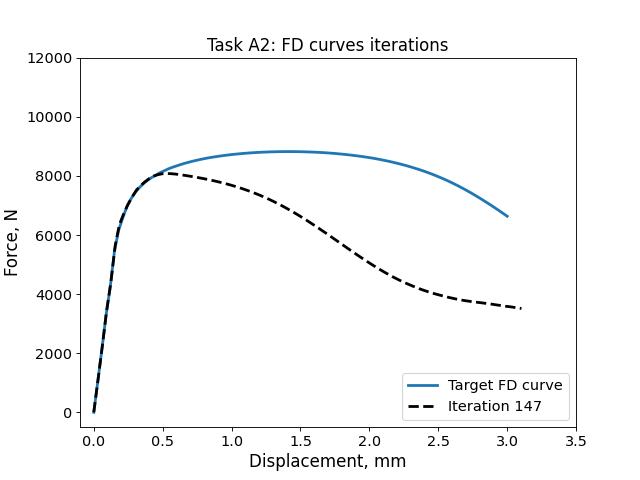 Task A2: FD curves iterations
12000
10000
8000
6000
4000
2000
0
Force, N
Target FD curve
Iteration 147
0.0 0.5 1.0 1.5 2.0 2.5 3.0 3.5
Displacement, mm